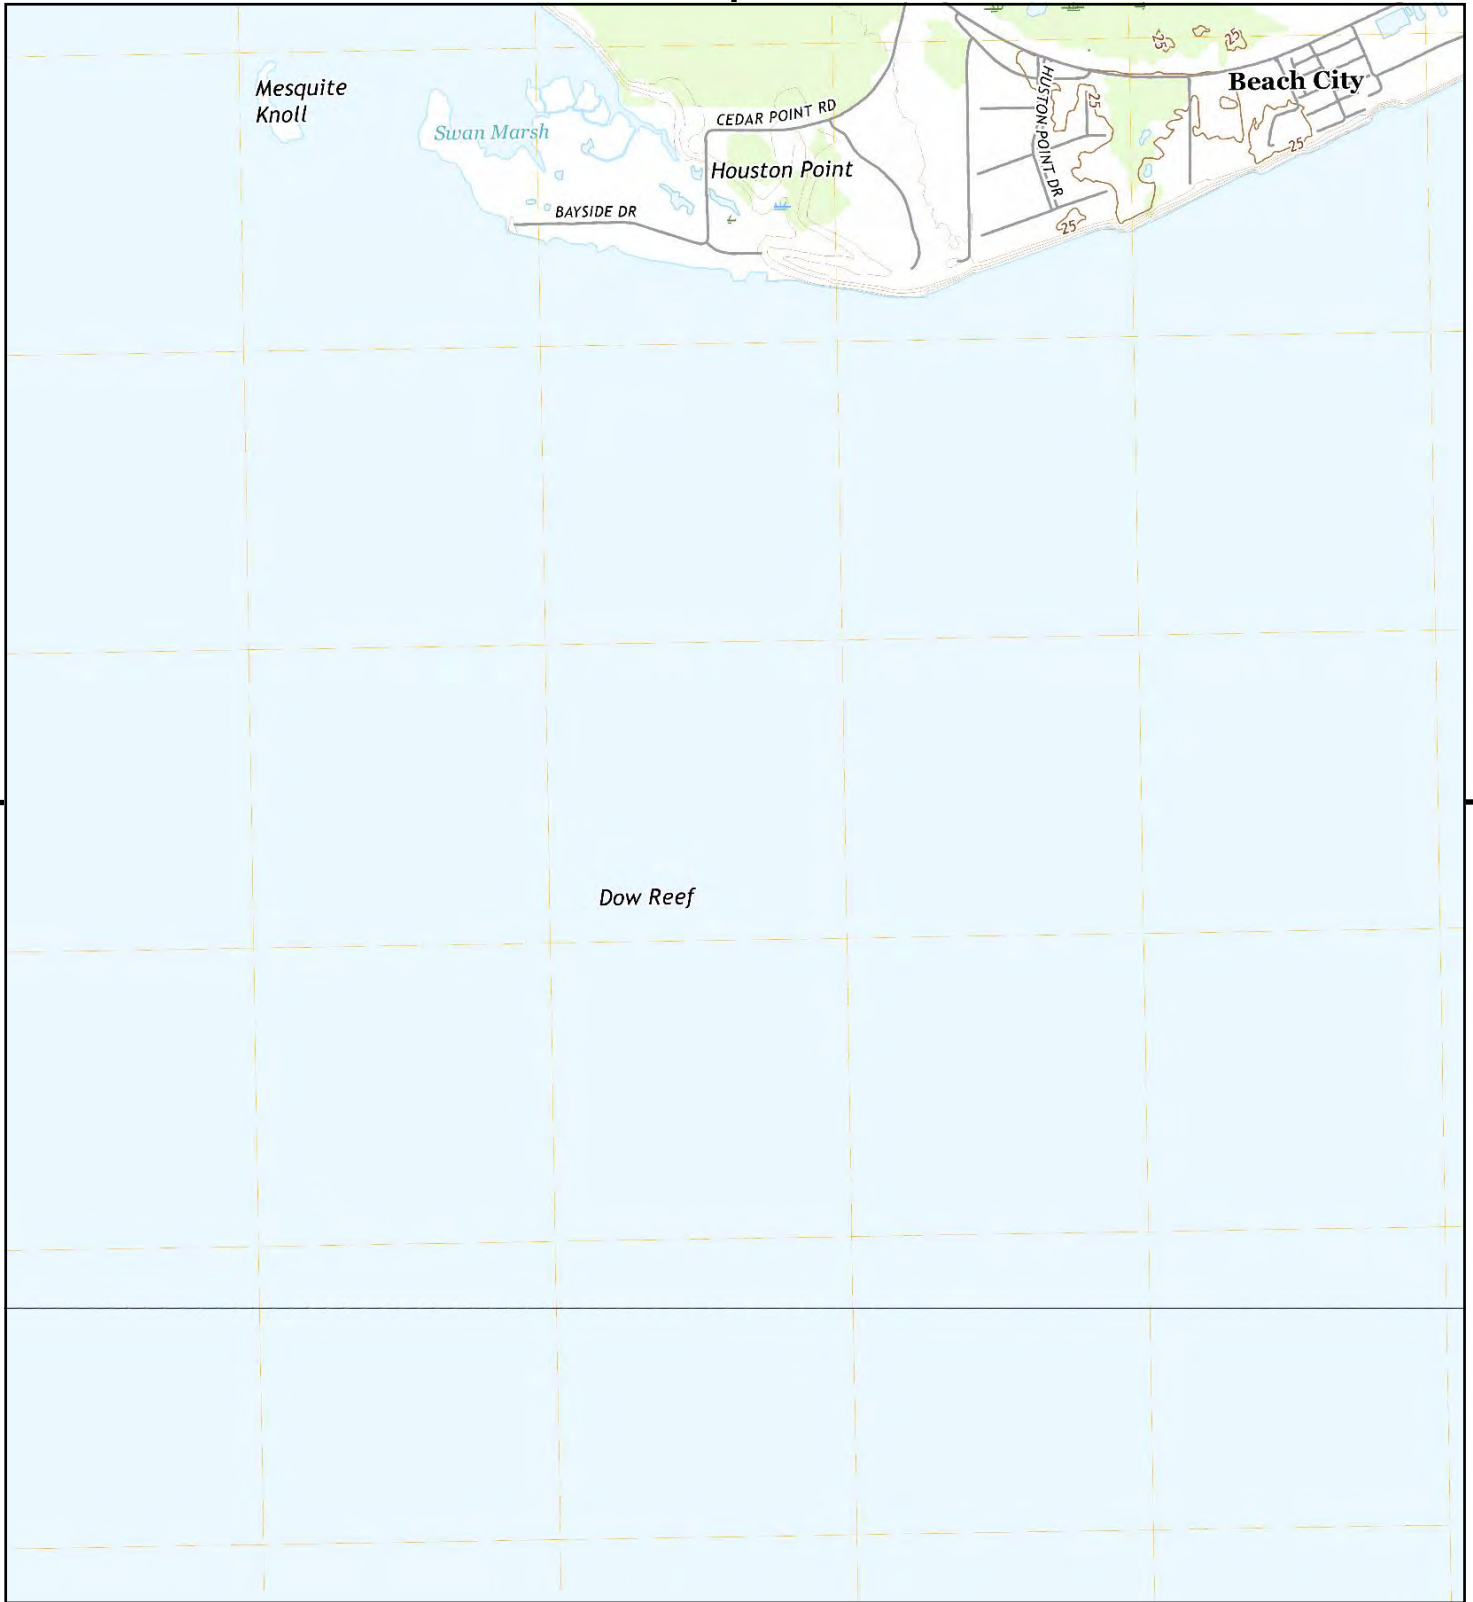 25
25
Mesquite
Knoll
Beach City
HUSTON POINT DR
25
CEDAR POINT RD
Swan Marsh
25
Houston Point
BAYSIDE DR
25
Dow Reef